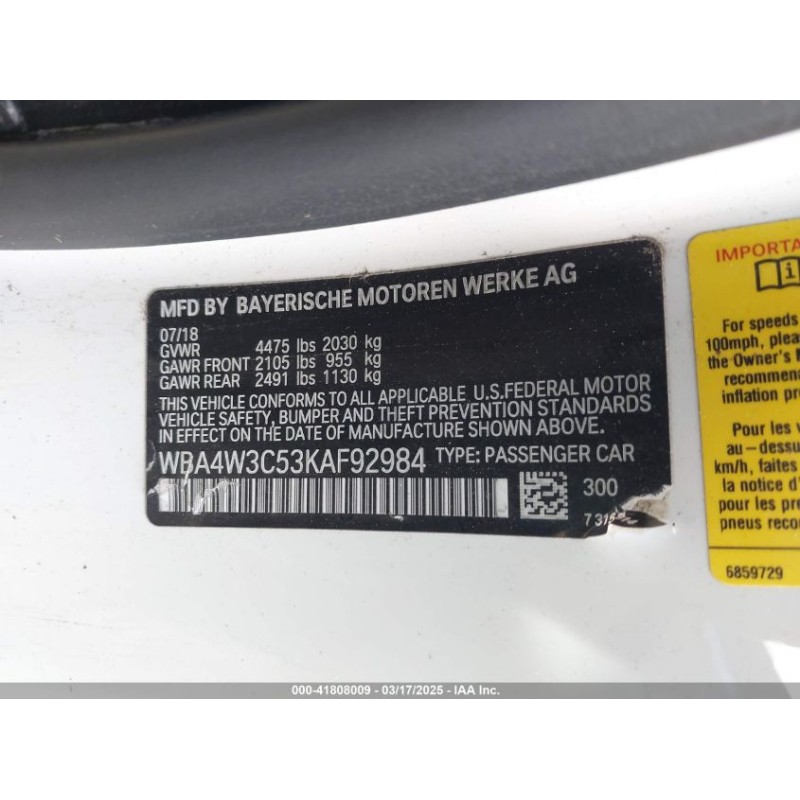 MFD BY BAYERISCHE MOTOREN WERKE AG
07/18
GVWR 4475 lbs 2030 kg
GAWR FRONT 2105 lbs 955 kg
GAWR REAR 2491 lbs 1130 kg
THIS VEHICLE CONFORMS TO ALL APPLICABLE U.S.FEDERAL MOTOR
VEHICLE SAFETY, BUMPER AND THEFT PREVENTION STANDARDS
IN EFFECT ON THE DATE OF MANUFACTURE SHOWN ABOVE.
WBA4W3C53KAF92984 TYPE: PASSENGER CAR
300
IMPORTA
For speeds
100mph, plea
the Owner's
recommen
inflation pr
Pour les
au-dessu
km/h, faites
la notice d'
pour les pre
pneus recor
6859729
000-41808009 - 03/17/2025 - IAA Inc.